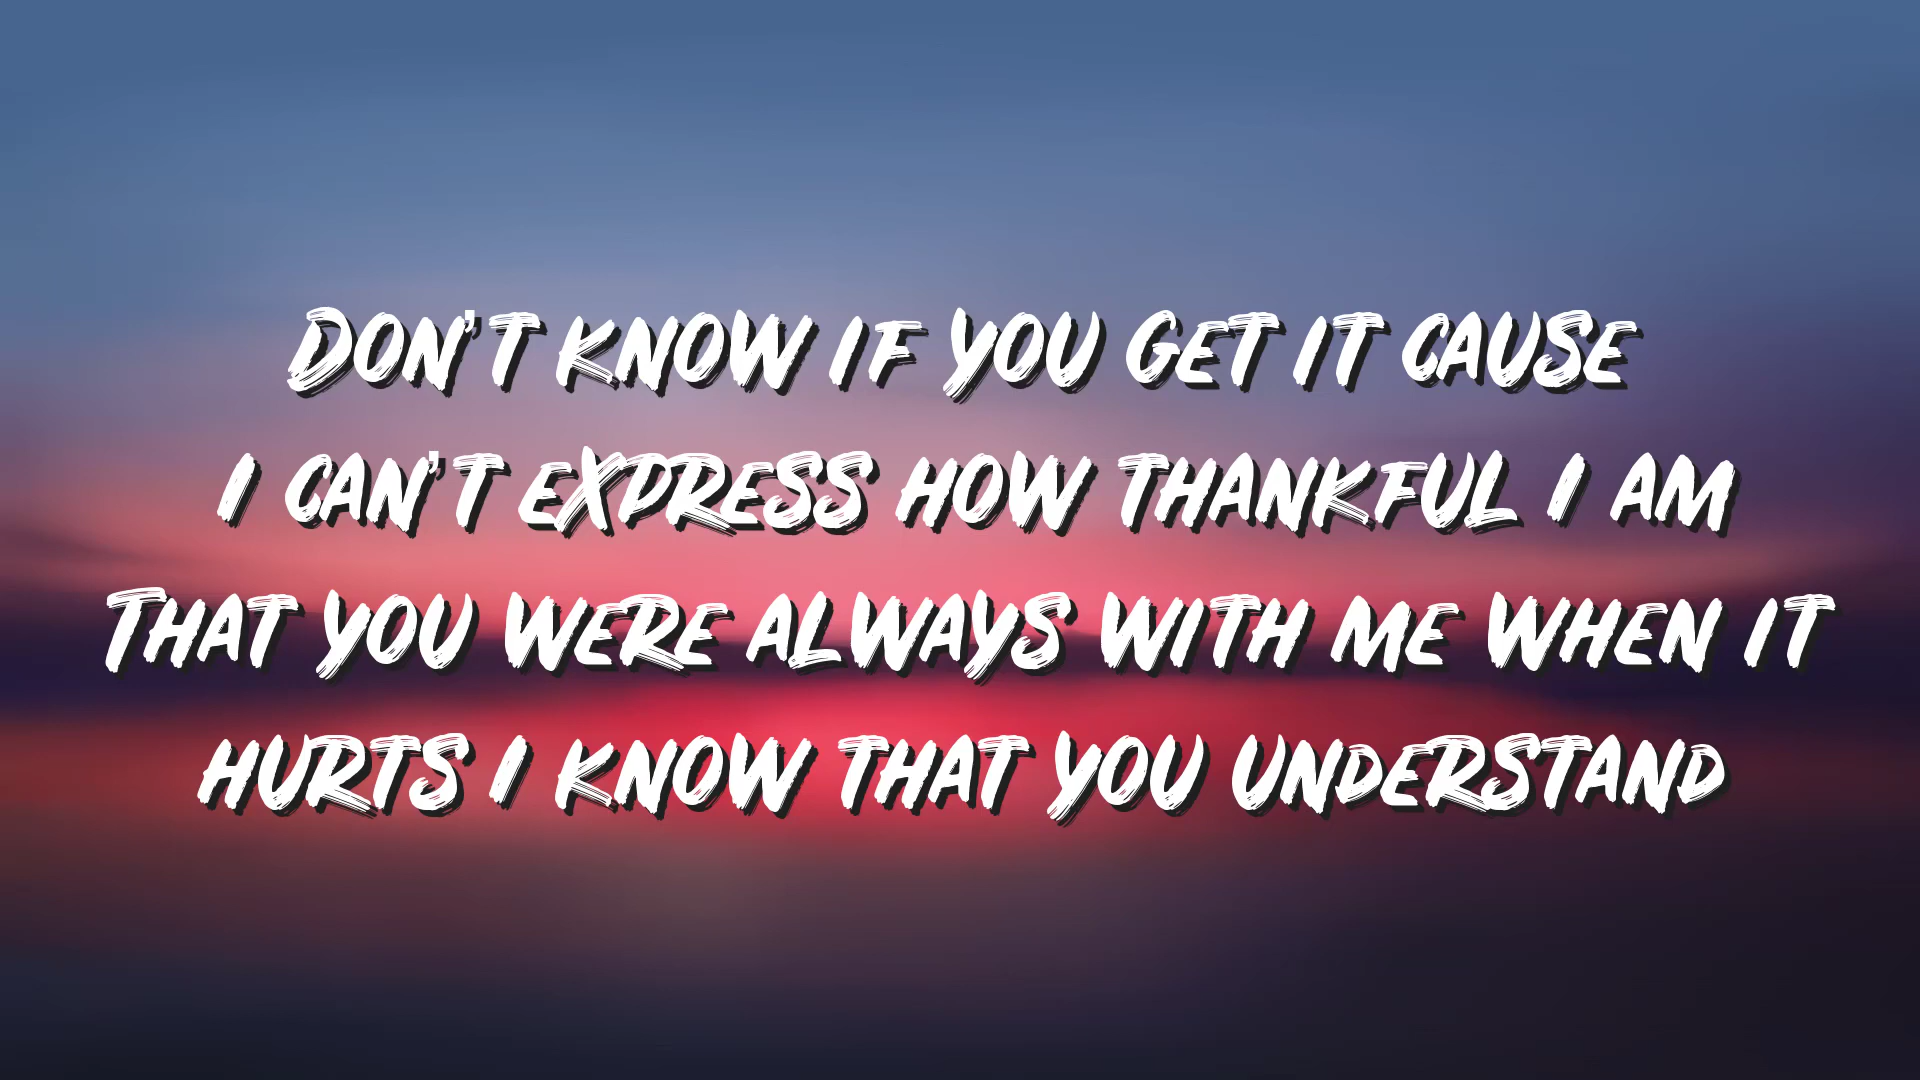 DON'T KNOW IF YOU GET IT CAUSE
I CAN'T EXPRESS HOW THANKFUL I AM
THAT YOU WERE ALWAYS WITH ME WHEN IT
HURTS I KNOW THAT YOU UNDERSTAND